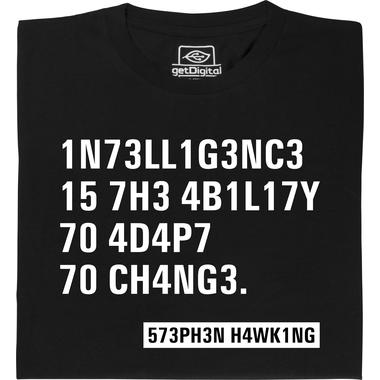 getDigital
1N73LL1G3NC3
15 7H3 4B1L17Y
70 4D4P7
70 CH4NG3.
573PH3N H4WK1NG